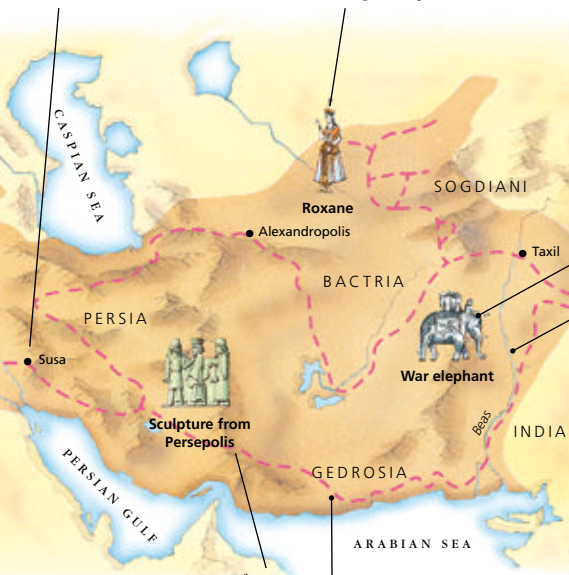 CASPIAN SEA
Roxane
SOGDIANI
Alexandropolis
Taxil
BACTRIA
PERSIA
Susa
War elephant
Sculpture from
Persepolis
Beas
INDIA
PERSIAN GULF
GEDROSIA
ARABIAN SEA